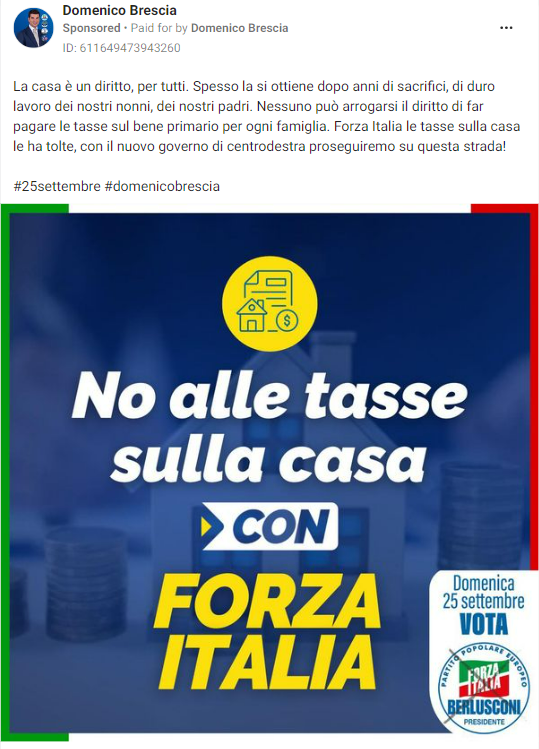 Domenico Brescia
Sponsored • Paid for by Domenico Brescia
ID: 611649473943260
La casa è un diritto, per tutti. Spesso la si ottiene dopo anni di sacrifici, di duro
lavoro dei nostri nonni, dei nostri padri. Nessuno può arrogarsi il diritto di far
pagare le tasse sul bene primario per ogni famiglia. Forza Italia le tasse sulla casa
le ha tolte, con il nuovo governo di centrodestra proseguiremo su questa strada!
#25settembre #domenicobrescia
No alle tasse
sulla casa
CON
FORZA
ITALIA
Domenica
25 settembre
VOTA
PARTITO POPOLARE EUROPEO
FORZA
ITALIA
BERLUSCONI
PRESIDENTE